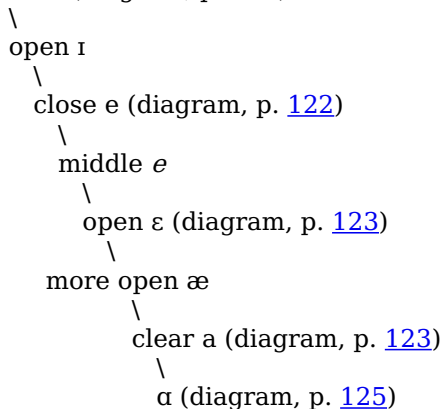 \
open ɪ
\
close e (diagram, p. 122)
\
middle e
\
open ε (diagram, p. 123)
\
more open æ
\
clear a (diagram, p. 123)
\
ɑ (diagram, p. 125)